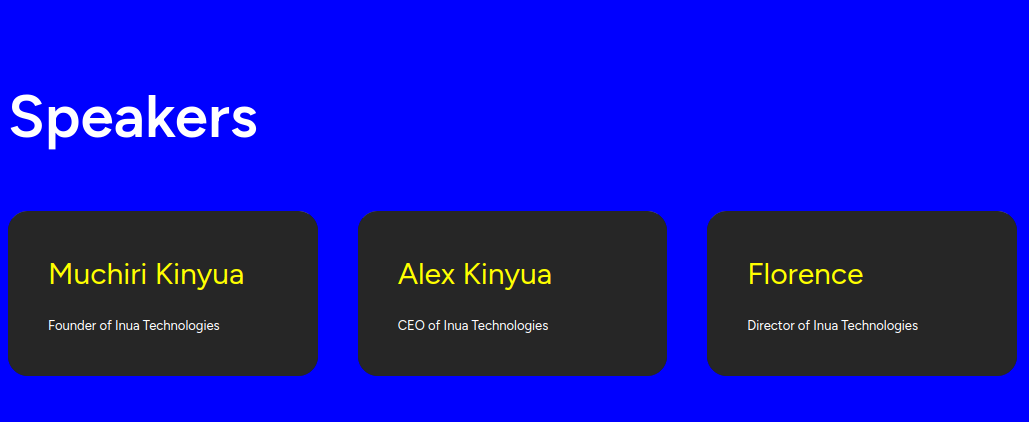 Speakers
Muchiri Kinyua
Founder of Inua Technologies
Alex Kinyua
CEO of Inua Technologies
Florence
Director of Inua Technologies